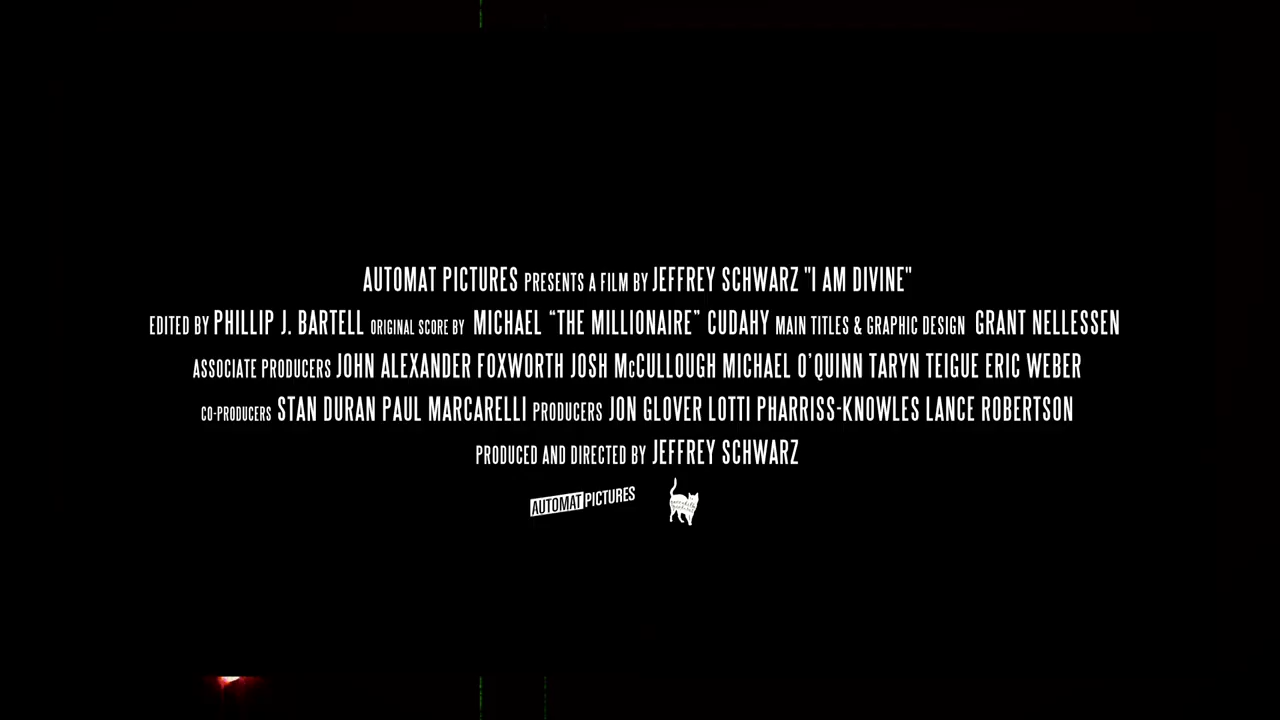 AUTOMAT PICTURES PRESENTS A FILM BY JEFFREY SCHWARZ "I AM DIVINE"
EDITED BY PHILLIP J. BARTELL ORIGINAL SCORE BY MICHAEL “THE MILLIONAIRE” CUDAHY MAIN TITLES & GRAPHIC DESIGN GRANT NELLESSEN
ASSOCIATE PRODUCERS JOHN ALEXANDER FOXWORTH JOSH McCULLOUGH MICHAEL O’QUINN TARYN TEIGUE ERIC WEBER
CO-PRODUCERS STAN DURAN PAUL MARCARELLI PRODUCERS JON GLOVER LOTTI PHARRISS-KNOWLES LANCE ROBERTSON
PRODUCED AND DIRECTED BY JEFFREY SCHWARZ
AUTOMAT PICTURES